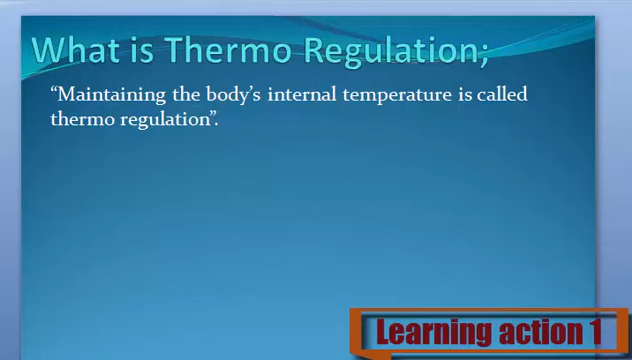 What is Thermo Regulation;
“Maintaining the body’s internal temperature is called
thermo regulation”.
Learning action 1